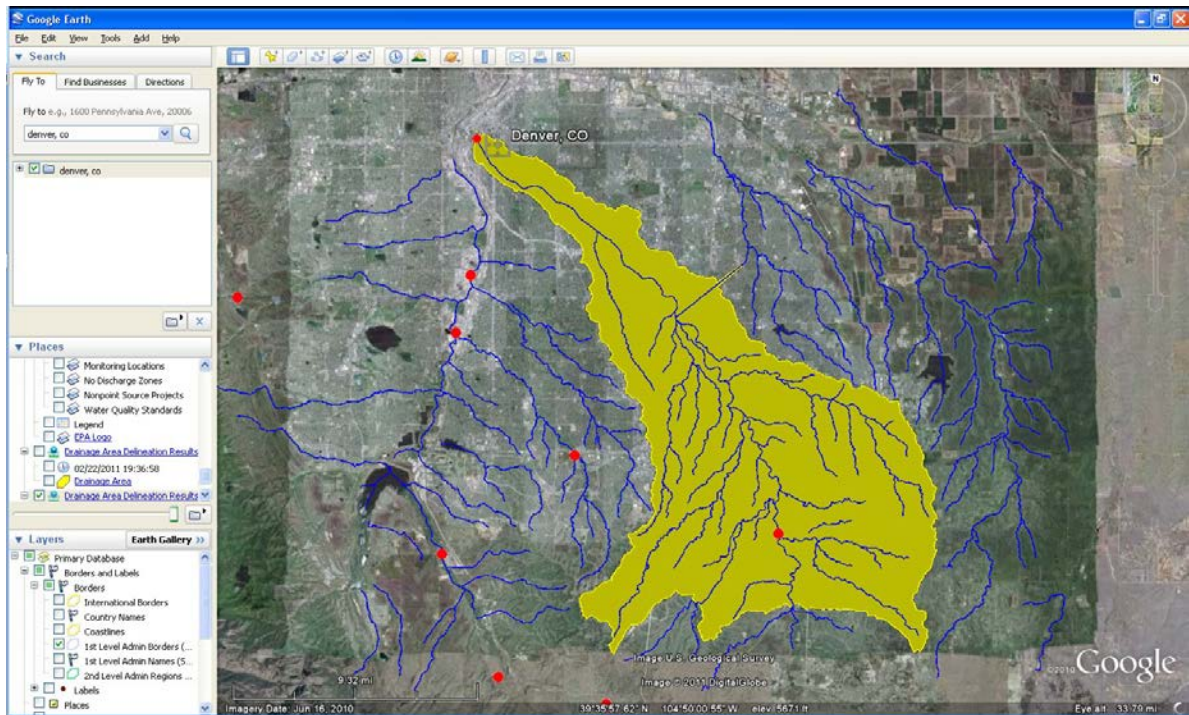 Google Earth
File Edit View Tools Add Help
Search
Fly To Find Businesses Directions
Fly to e.g., 1600 Pennsylvania Ave, 20006
denver, co
denver, co
Places
Monitoring Locations
No Discharge Zones
Nonpoint Source Projects
Water Quality Standards
Legend
EPA Logo
Drainage Area Delineation Results
02/22/2011 19:36:58
Drainage Area
Drainage Area Delineation Results
Layers Earth Gallery >>
Primary Database
Borders and Labels
Borders
International Borders
Country Names
Coastlines
1st Level Admin Borders (...
1st Level Admin Names (S...
2nd Level Admin Regions ...
Labels
Places
Denver, CO
N
Image U.S. Geological Survey
Image © 2011 DigitalGlobe
©2010 Google
9.32 mi
Imagery Date: Jun 16, 2010 39°35'57.62" N 104°50'00.55" W elev 5671 ft Eye alt 33.79 mi